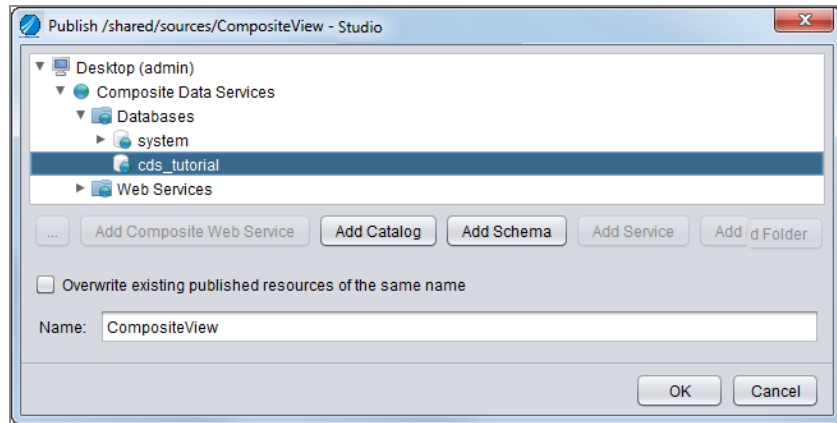 Publish /shared/sources/CompositeView - Studio
Desktop (admin)
Composite Data Services
Databases
system
cds_tutorial
Web Services
... Add Composite Web Service Add Catalog Add Schema Add Service Add d Folder
Overwrite existing published resources of the same name
Name: CompositeView
OK Cancel